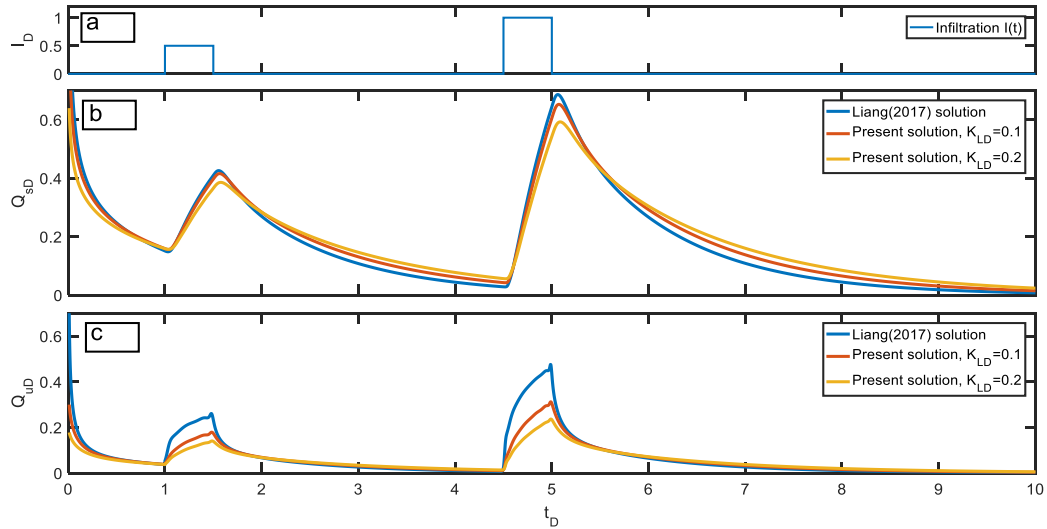 a
I_D
1
0.5
0
Infiltration I(t)
b
Q_sD
0.6
0.4
0.2
0
Liang(2017) solution
Present solution, K_LD=0.1
Present solution, K_LD=0.2
c
Q_uD
0.6
0.4
0.2
0
Liang(2017) solution
Present solution, K_LD=0.1
Present solution, K_LD=0.2
0 1 2 3 4 5 6 7 8 9 10
t_D